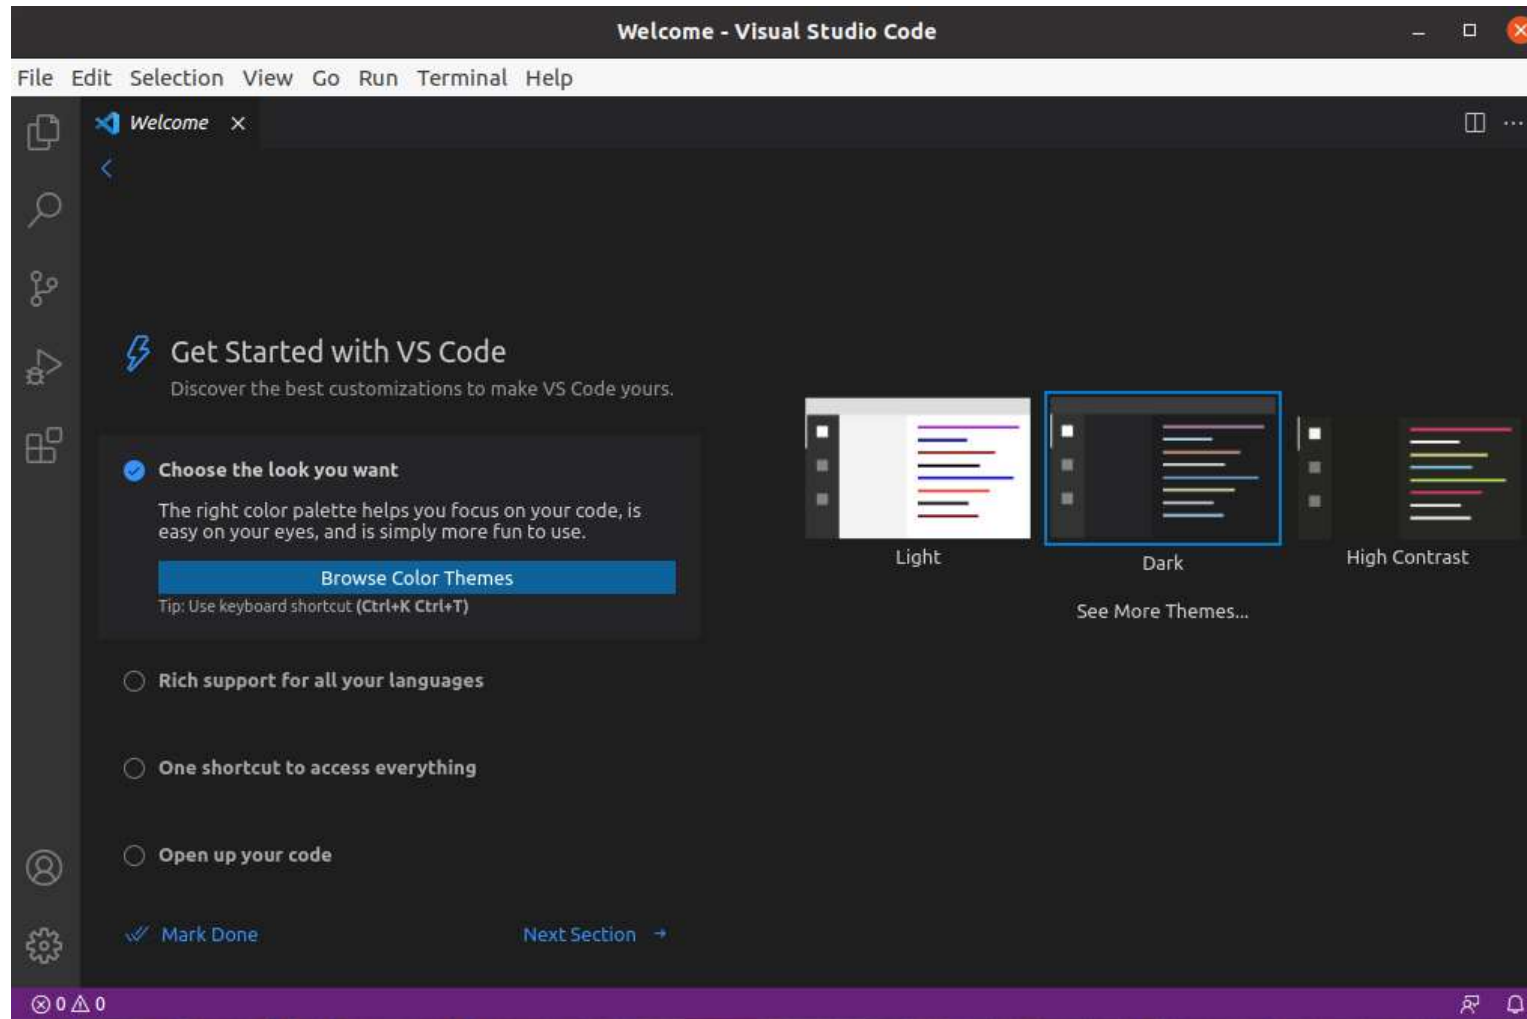 Welcome - Visual Studio Code
File Edit Selection View Go Run Terminal Help
Welcome
Get Started with VS Code
Discover the best customizations to make VS Code yours.
Choose the look you want
The right color palette helps you focus on your code, is
easy on your eyes, and is simply more fun to use.
Browse Color Themes
Tip: Use keyboard shortcut (Ctrl+K Ctrl+T)
Light
Dark
High Contrast
See More Themes...
Rich support for all your languages
One shortcut to access everything
Open up your code
Mark Done
Next Section →
0 0